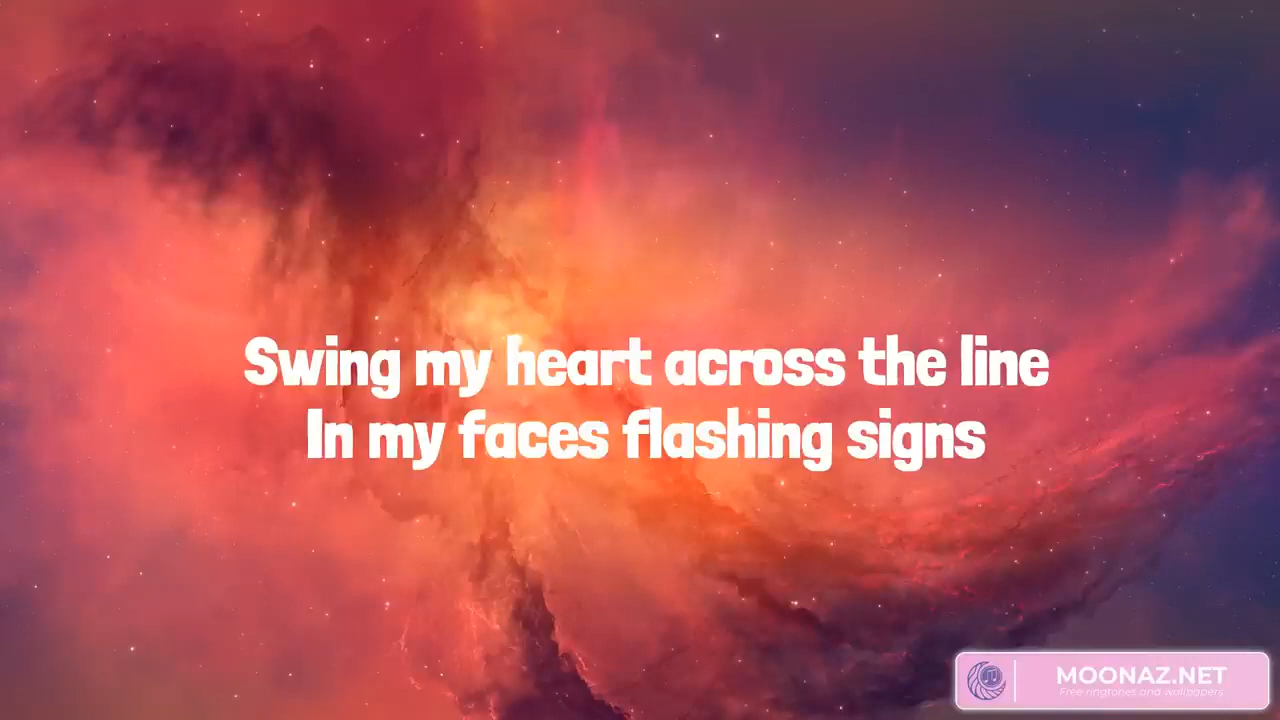 Swing my heart across the line
In my faces flashing signs
MOONAZ.NET
Free ringtones and wallpapers